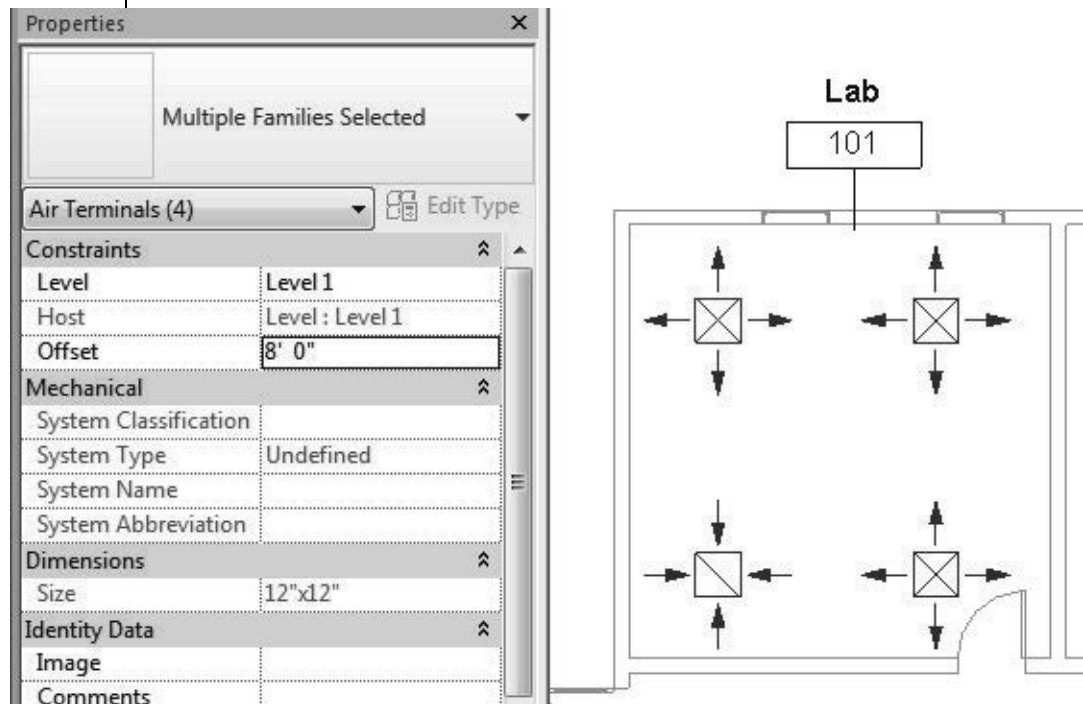 Properties
Multiple Families Selected
Air Terminals (4) Edit Type
Constraints
Level Level 1
Host Level : Level 1
Offset 8' 0"
Mechanical
System Classification
System Type Undefined
System Name
System Abbreviation
Dimensions
Size 12"x12"
Identity Data
Image
Comments
Lab
101